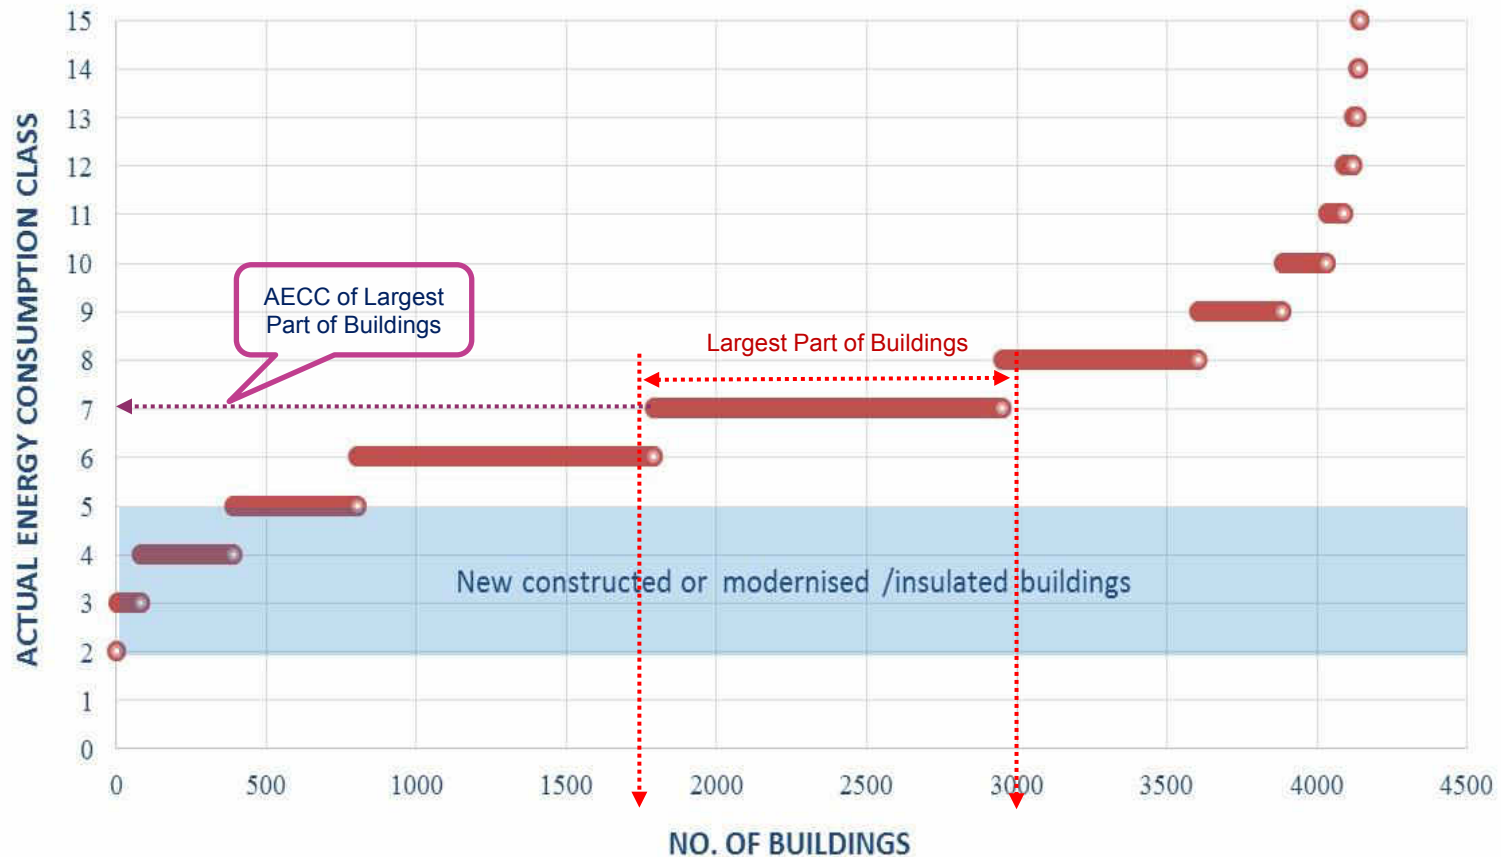 ACTUAL ENERGY CONSUMPTION CLASS
15
14
13
12
11
10
9
8
7
6
5
4
3
2
1
0
AECC of Largest
Part of Buildings
Largest Part of Buildings
New constructed or modernised /insulated buildings
0 500 1000 1500 2000 2500 3000 3500 4000 4500
NO. OF BUILDINGS